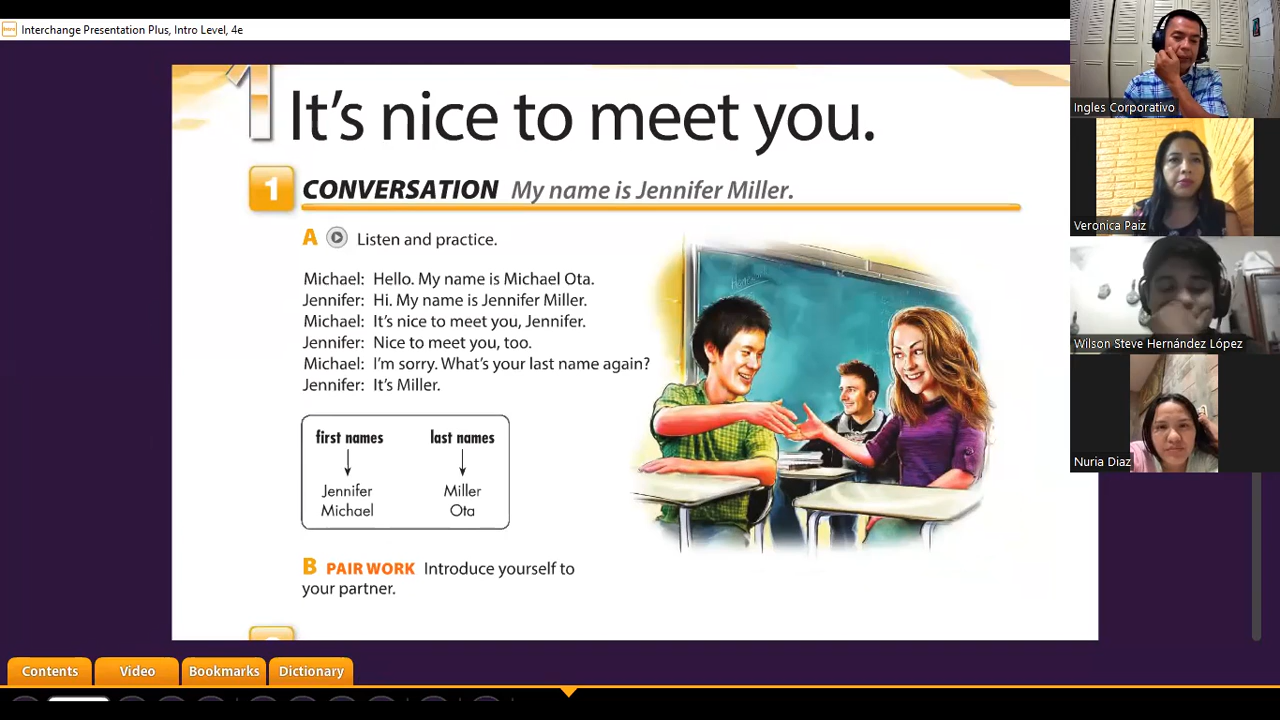 Interchange Presentation Plus, Intro Level, 4e
1 It's nice to meet you.
1 CONVERSATION My name is Jennifer Miller.
A Listen and practice.
Michael: Hello. My name is Michael Ota.
Jennifer: Hi. My name is Jennifer Miller.
Michael: It's nice to meet you, Jennifer.
Jennifer: Nice to meet you, too.
Michael: I'm sorry. What's your last name again?
Jennifer: It's Miller.
first names last names
Jennifer Miller
Michael Ota
B PAIR WORK Introduce yourself to
your partner.
Contents Video Bookmarks Dictionary
Ingles Corporativo
Veronica Paiz
Wilson Steve Hernández López
Nuria Diaz